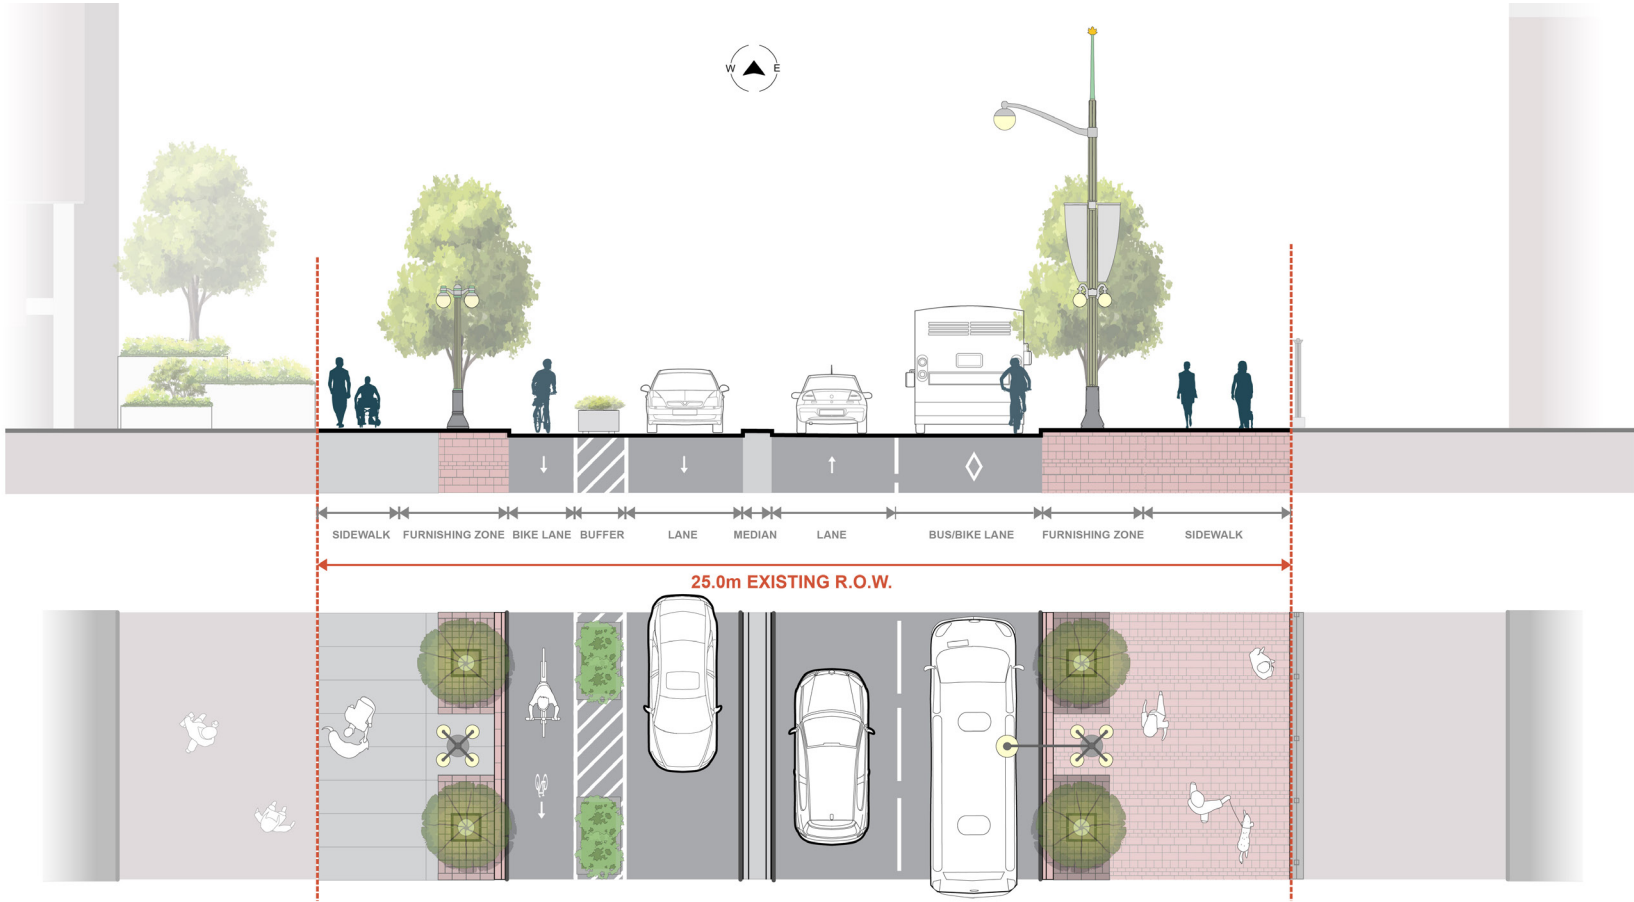 W E
SIDEWALK FURNISHING ZONE BIKE LANE BUFFER LANE MEDIAN LANE BUS/BIKE LANE FURNISHING ZONE SIDEWALK
25.0m EXISTING R.O.W.